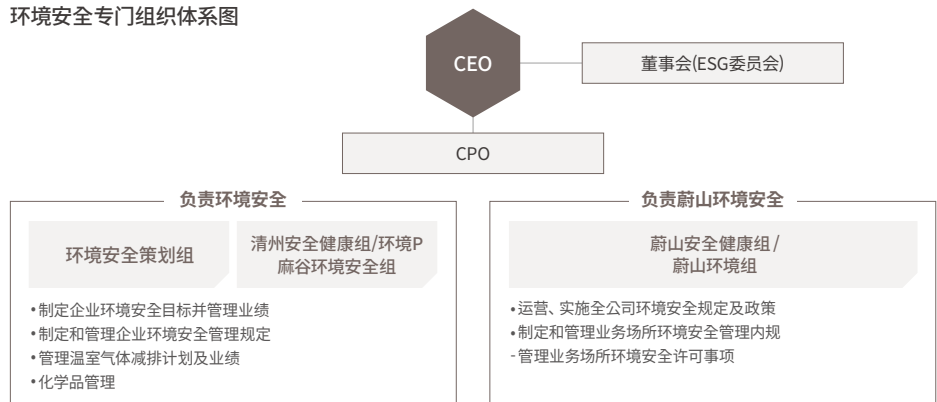 环境安全专门组织体系图
CEO
董事会(ESG委员会)
CPO
负责环境安全
环境安全策划组
清州安全健康组/环境P
麻谷环境安全组
•制定企业环境安全目标并管理业绩
•制定和管理企业环境安全管理规定
•管理温室气体减排计划及业绩
•化学品管理
负责蔚山环境安全
蔚山安全健康组/
蔚山环境组
•运营、实施全公司环境安全规定及政策
•制定和管理业务场所环境安全管理内规
-管理业务场所环境安全许可事项